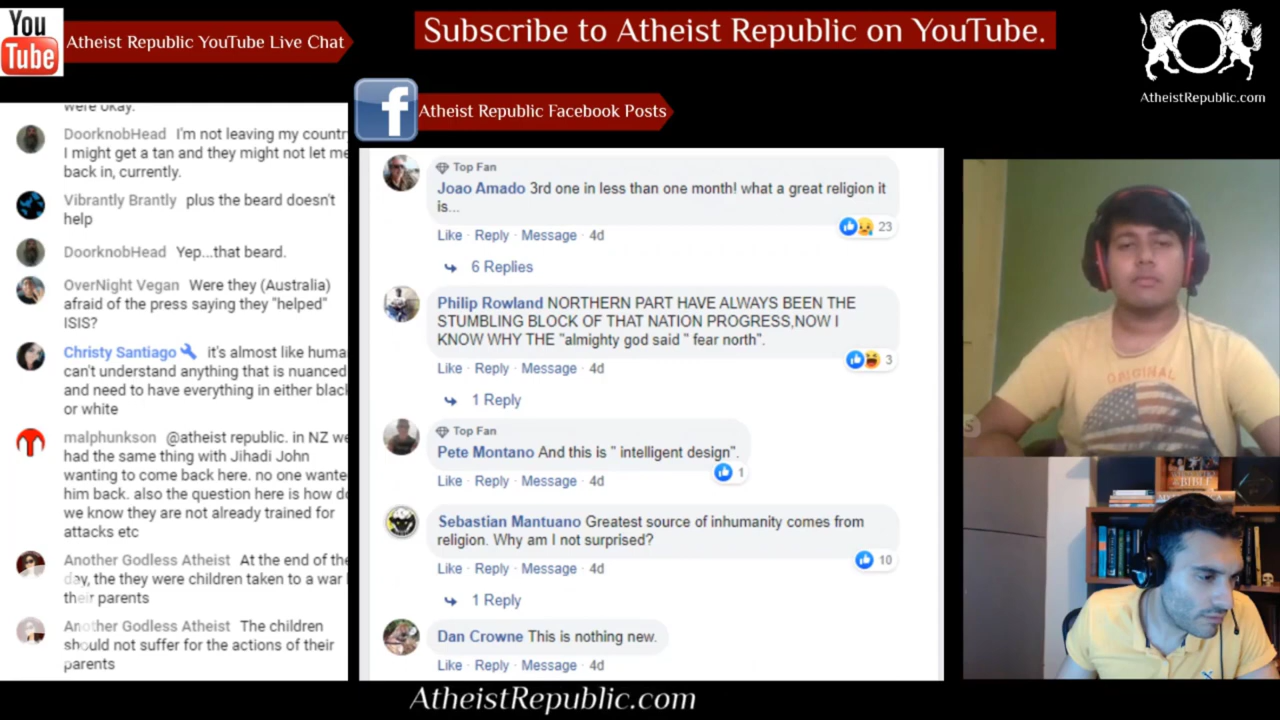 You
Tube
Atheist Republic YouTube Live Chat
Subscribe to Atheist Republic on YouTube.
AtheistRepublic.com
f
Atheist Republic Facebook Posts
were okay.
DoorknobHead I'm not leaving my countr
I might get a tan and they might not let me
back in, currently.
Vibrantly Brantly plus the beard doesn't
help
DoorknobHead Yep...that beard.
OverNight Vegan Were they (Australia)
afraid of the press saying they "helped"
ISIS?
Christy Santiago it's almost like huma
can't understand anything that is nuanced
and need to have everything in either blac
or white
malphunkson @atheist republic. in NZ we
had the same thing with Jihadi John
wanting to come back here. no one wante
him back. also the question here is how do
we know they are not already trained for
attacks etc
Another Godless Atheist At the end of the
day, the they were children taken to a war
their parents
Another Godless Atheist The children
should not suffer for the actions of their
parents
Top Fan
Joao Amado 3rd one in less than one month! what a great religion it
is...
23
Like · Reply · Message · 4d
6 Replies
Philip Rowland NORTHERN PART HAVE ALWAYS BEEN THE
STUMBLING BLOCK OF THAT NATION PROGRESS,NOW I
KNOW WHY THE "almighty god said " fear north".
3
Like · Reply · Message · 4d
1 Reply
Top Fan
Pete Montano And this is " intelligent design".
1
Like · Reply · Message · 4d
Sebastian Mantuano Greatest source of inhumanity comes from
religion. Why am I not surprised?
10
Like · Reply · Message · 4d
1 Reply
Dan Crowne This is nothing new.
Like · Reply · Message · 4d
ORIGINAL
BIBLE
AtheistRepublic.com